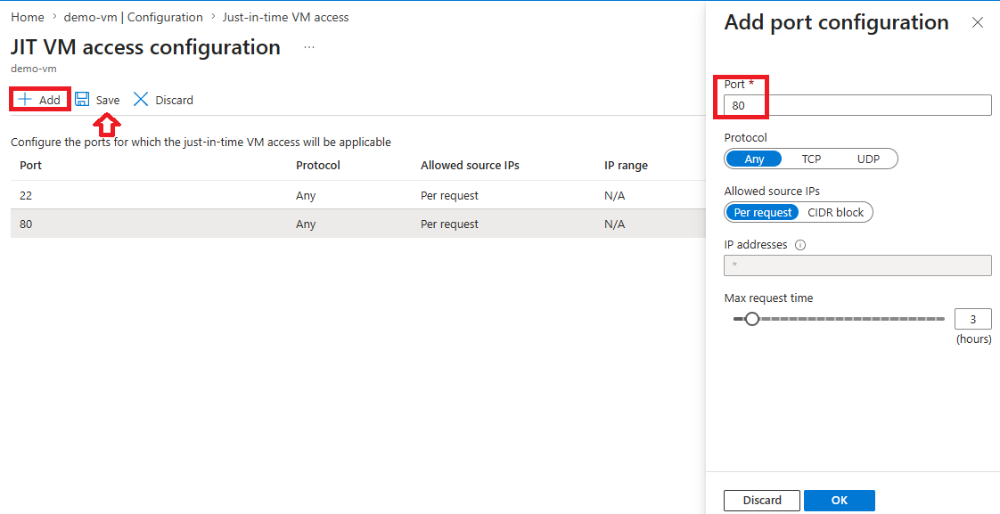 Home > demo-vm | Configuration > Just-in-time VM access
JIT VM access configuration ...
demo-vm
Add Save Discard
Configure the ports for which the just-in-time VM access will be applicable
Port Protocol Allowed source IPs IP range
22 Any Per request N/A
80 Any Per request N/A
Add port configuration
Port *
80
Protocol
Any TCP UDP
Allowed source IPs
Per request CIDR block
IP addresses
*
Max request time
3
(hours)
Discard OK